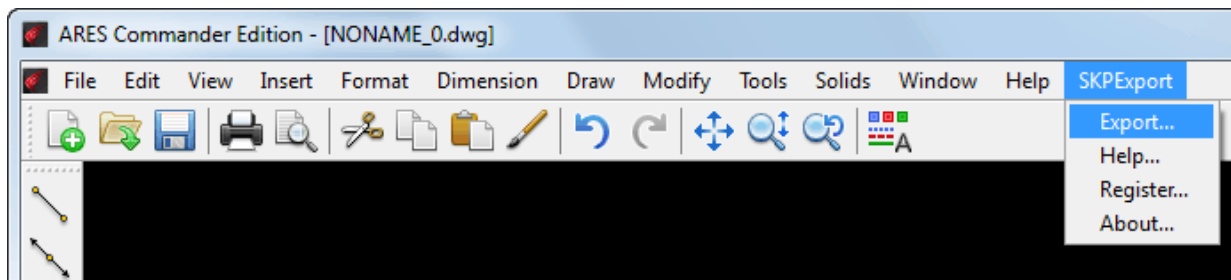 ARES Commander Edition - [NONAME_0.dwg]
File Edit View Insert Format Dimension Draw Modify Tools Solids Window Help SKPExport
A
Export...
Help...
Register...
About...